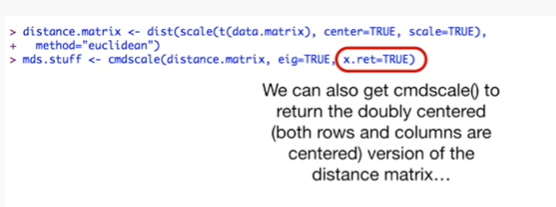 > distance.matrix <- dist(scale(t(data.matrix), center=TRUE, scale=TRUE),
+   method="euclidean")
> mds.stuff <- cmdscale(distance.matrix, eig=TRUE, x.ret=TRUE)
We can also get cmdscale() to
return the doubly centered
(both rows and columns are
centered) version of the
distance matrix…